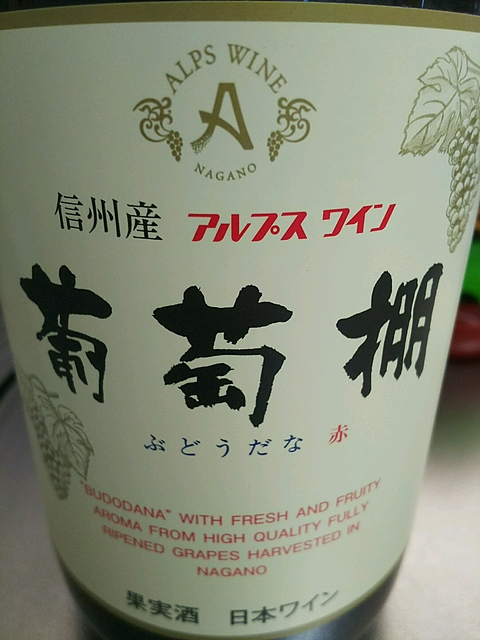 ALPS WINE
A
NAGANO
信州産 アルプス ワイン
葡萄棚
ぶどうだな 赤
"BUDODANA" WITH FRESH AND FRUITY
AROMA FROM HIGH QUALITY FULLY
RIPENED GRAPES HARVESTED IN
NAGANO
果実酒 日本ワイン